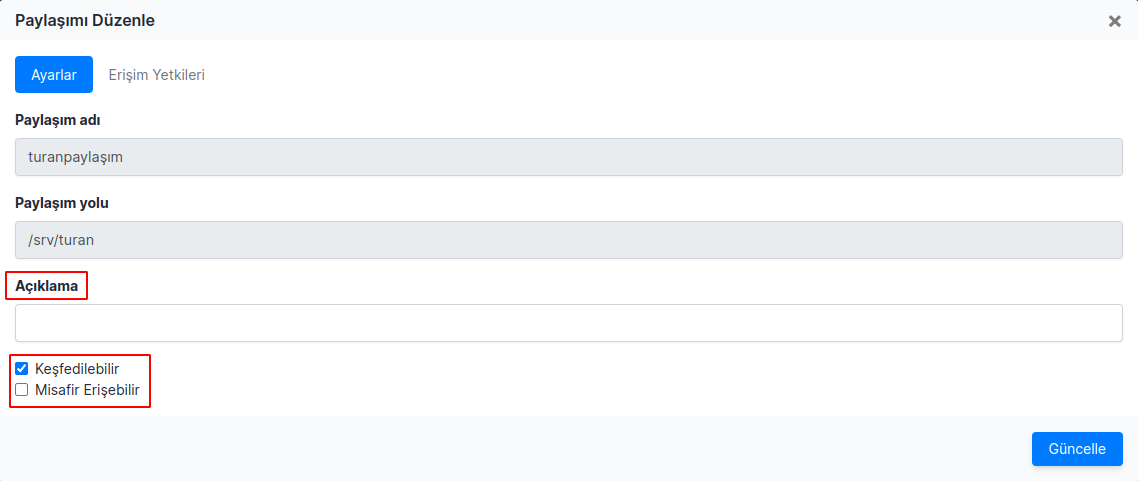 Paylaşımı Düzenle
Ayarlar
Erişim Yetkileri
Paylaşım adı
turanpaylaşım
Paylaşım yolu
/srv/turan
Açıklama
Keşfedilebilir
Misafir Erişebilir
Güncelle